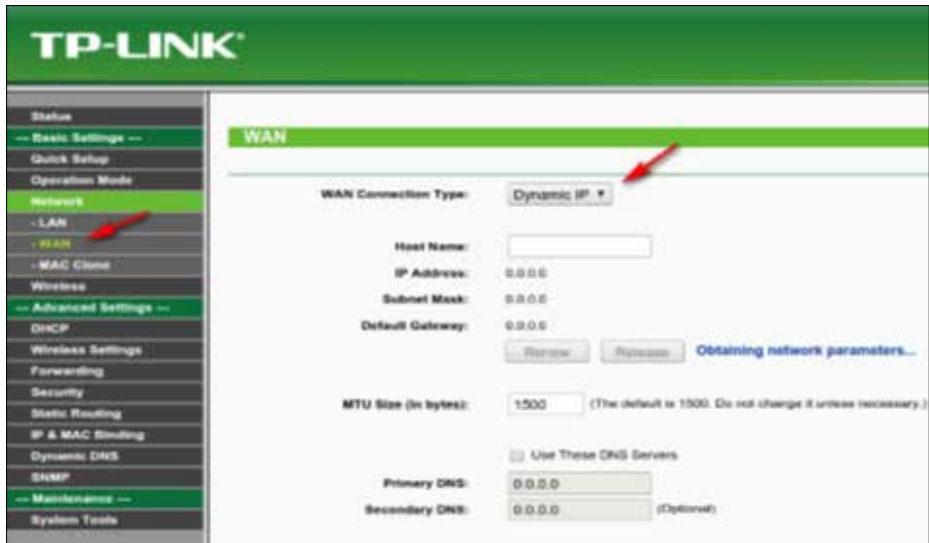 TP-LINK®
Status
--- Basic Settings ---
Quick Setup
Operation Mode
Network
- LAN
- WAN
- MAC Clone
Wireless
--- Advanced Settings ---
DHCP
Wireless Settings
Forwarding
Security
Static Routing
IP & MAC Binding
Dynamic DNS
SNMP
--- Maintenance ---
System Tools
WAN
WAN Connection Type: Dynamic IP
Host Name:
IP Address: 0.0.0.0
Subnet Mask: 0.0.0.0
Default Gateway: 0.0.0.0
Renew Release Obtaining network parameters...
MTU Size (in bytes): 1500 (The default is 1500. Do not change it unless necessary.)
Use These DNS Servers
Primary DNS: 0.0.0.0
Secondary DNS: 0.0.0.0 (Optional)